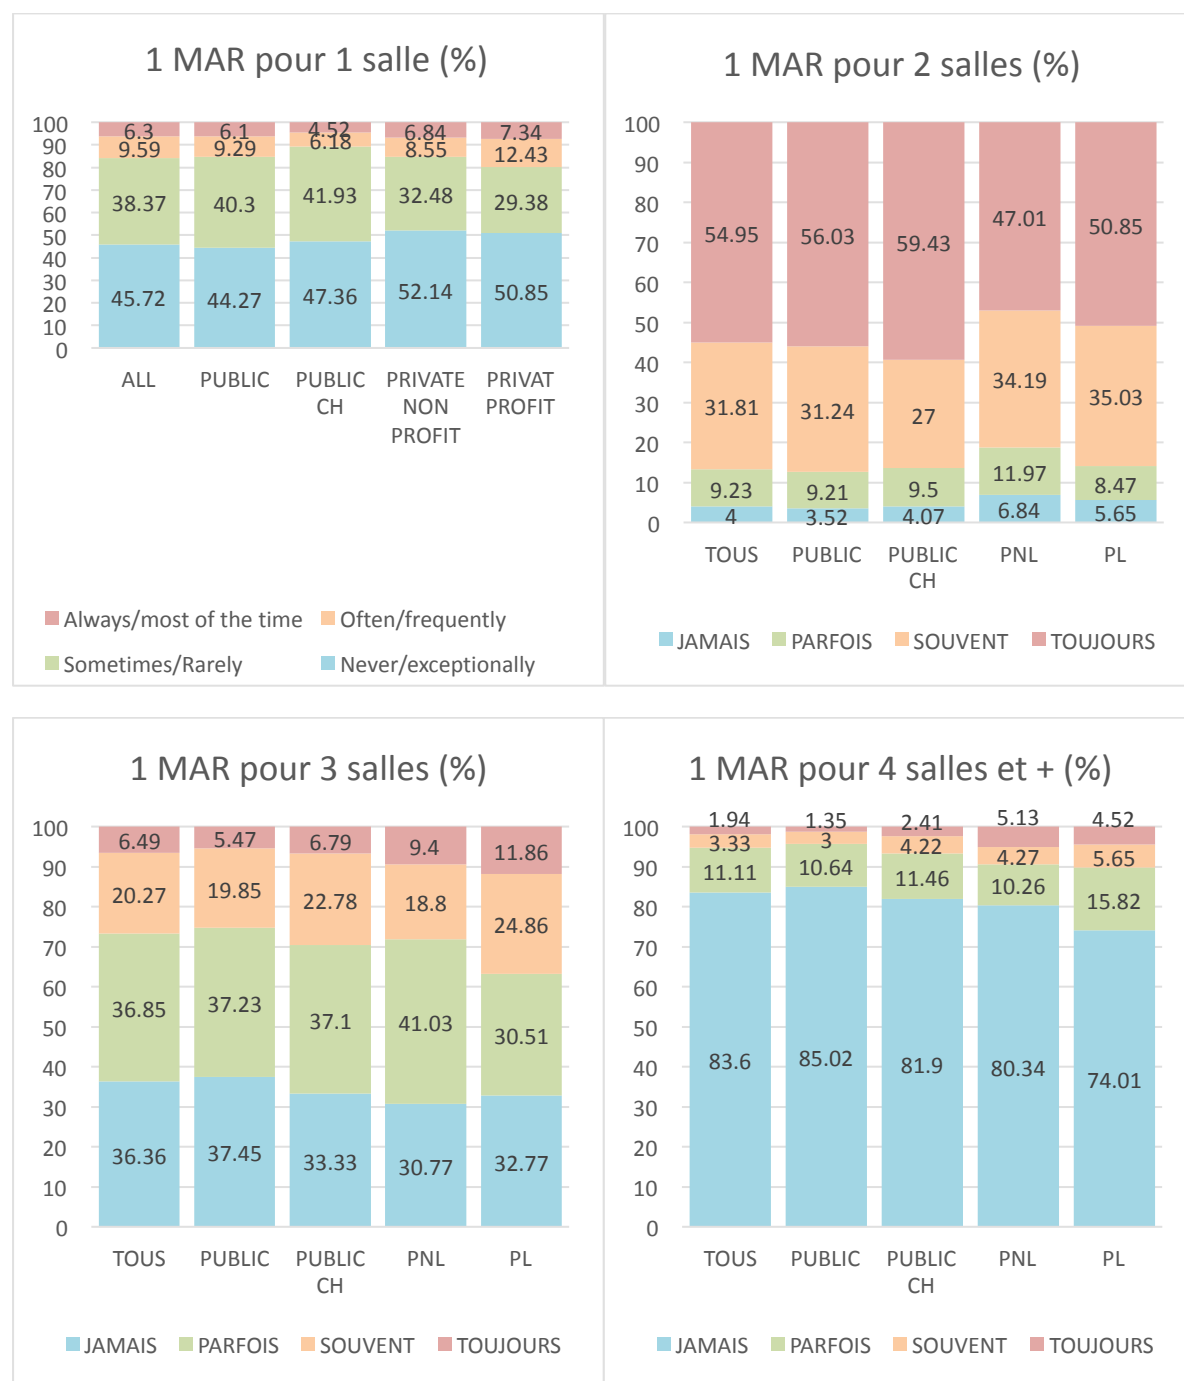 1 MAR pour 1 salle (%)
100
90
80
70
60
50
40
30
20
10
0
6.3 6.1 4.52 6.84 7.34
9.59 9.29 6.18 8.55 12.43
38.37 40.3 41.93 32.48 29.38
45.72 44.27 47.36 52.14 50.85
ALL PUBLIC PUBLIC CH PRIVATE NON PROFIT PRIVAT PROFIT
Always/most of the time Often/frequently
Sometimes/Rarely Never/exceptionally
1 MAR pour 2 salles (%)
100
90
80
70
60
50
40
30
20
10
0
54.95 56.03 59.43 47.01 50.85
31.81 31.24 27 34.19 35.03
9.23 9.21 9.5 11.97 8.47
4 3.52 4.07 6.84 5.65
TOUS PUBLIC PUBLIC CH PNL PL
JAMAIS PARFOIS SOUVENT TOUJOURS
1 MAR pour 3 salles (%)
100
90
80
70
60
50
40
30
20
10
0
6.49 5.47 6.79 9.4 11.86
20.27 19.85 22.78 18.8 24.86
36.85 37.23 37.1 41.03 30.51
36.36 37.45 33.33 30.77 32.77
TOUS PUBLIC PUBLIC CH PNL PL
JAMAIS PARFOIS SOUVENT TOUJOURS
1 MAR pour 4 salles et + (%)
100
90
80
70
60
50
40
30
20
10
0
1.94 1.35 2.41 5.13 4.52
3.33 3 4.22 4.27 5.65
11.11 10.64 11.46 10.26 15.82
83.6 85.02 81.9 80.34 74.01
TOUS PUBLIC PUBLIC CH PNL PL
JAMAIS PARFOIS SOUVENT TOUJOURS